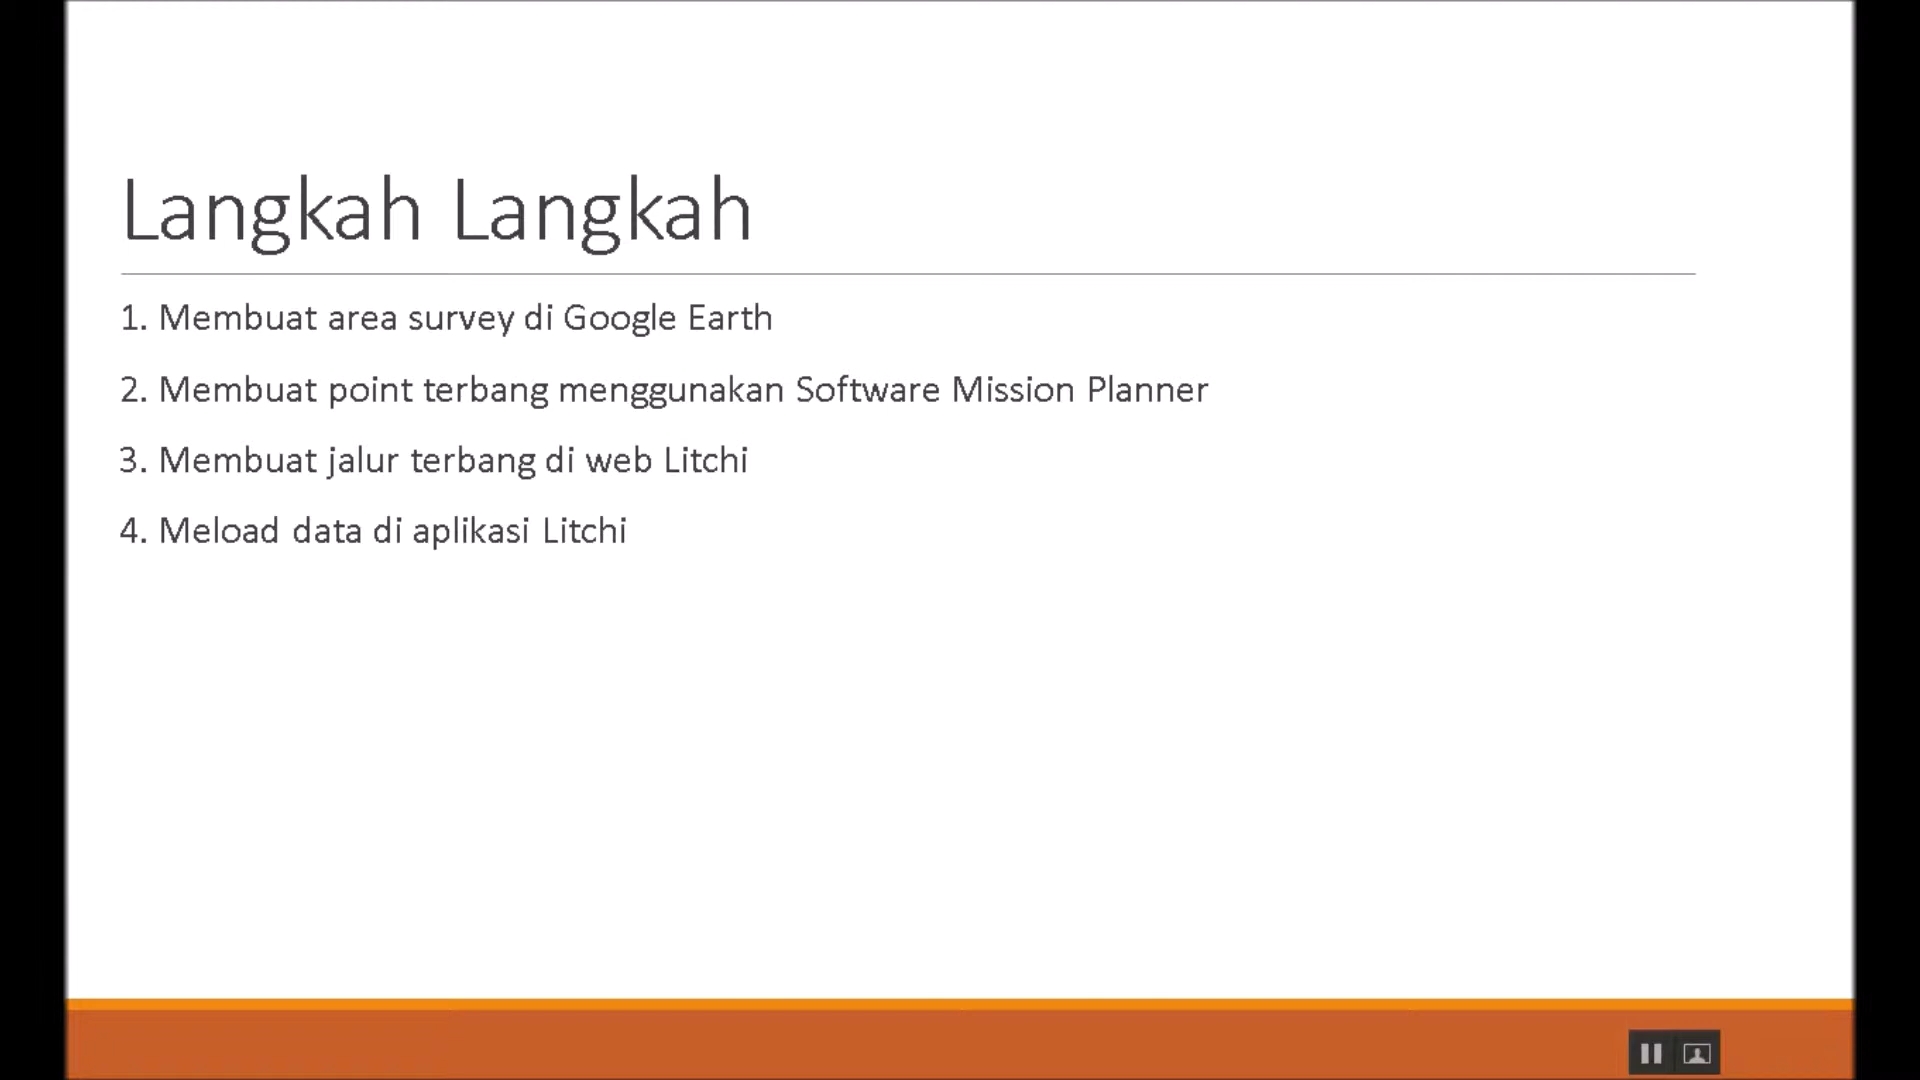 Langkah Langkah
1. Membuat area survey di Google Earth
2. Membuat point terbang menggunakan Software Mission Planner
3. Membuat jalur terbang di web Litchi
4. Meload data di aplikasi Litchi